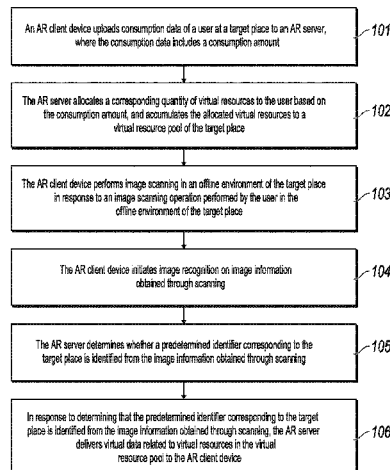 An AR client device uploads consumption data of a user at a target place to an AR server,
where the consumption data includes a consumption amount
101
The AR server allocates a corresponding quantity of virtual resources to the user based on
the consumption amount, and accumulates the allocated virtual resources to a
virtual resource pool of the target place
102
The AR client device performs image scanning in an offline environment of the target place
in response to an image scanning operation performed by the user in the
offline environment of the target place
103
The AR client device initiates image recognition on image information
obtained through scanning
104
The AR server determines whether a predetermined identifier corresponding to the
target place is identified from the image information obtained through scanning
105
In response to determining that the predetermined identifier corresponding to the target
place is identified from the image information obtained through scanning, the AR server
delivers virtual data related to virtual resources in the virtual
resource pool to the AR client device
106